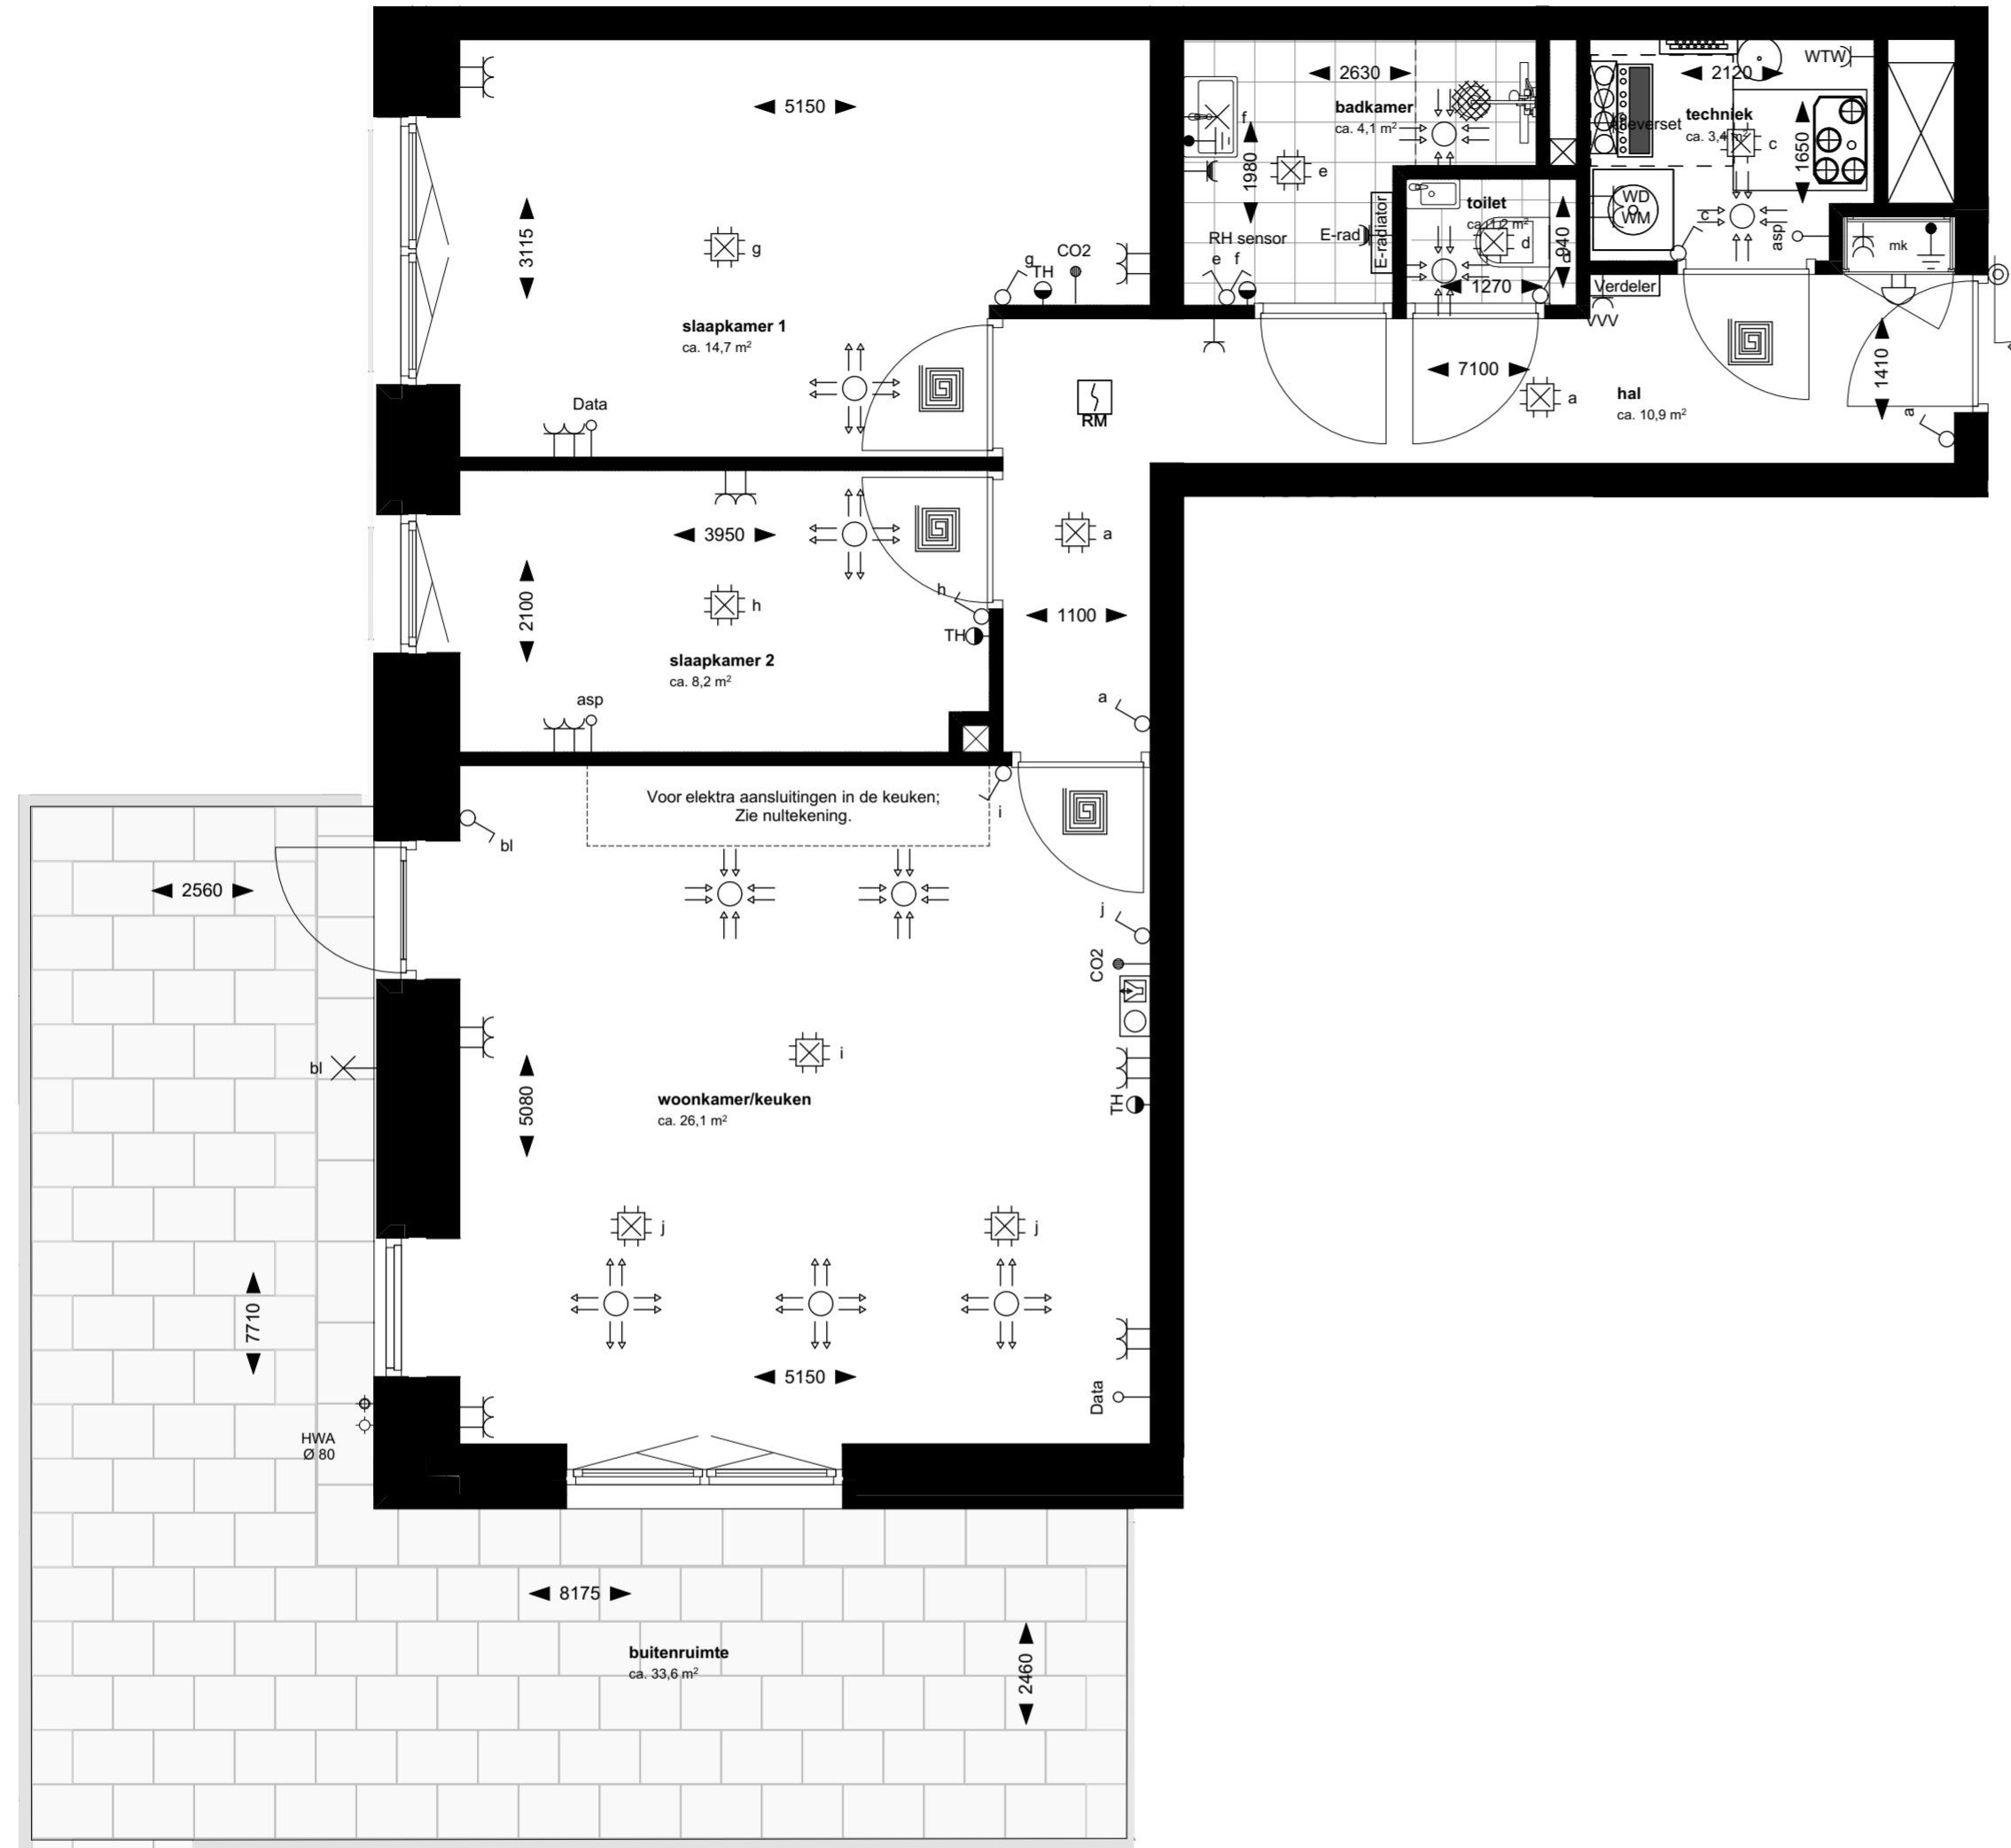 5150
3115
g
slaapkamer 1
ca. 14,7 m²
g
TH
CO2
Data
2630
badkamer
ca. 4,1 m²
f
1980
e
RH sensor
e f
E-rad
E-radiator
toilet
d
940
1270
2120
WTW
techniek
c
1650
WD
WM
c
asp
mk
Verdeler
VVV
7100
a
hal
ca. 10,9 m²
1410
a
RM
3950
2100
h
h
TH
slaapkamer 2
ca. 8,2 m²
asp
a
1100
a
Voor elektra aansluitingen in de keuken;
Zie nultekening.
i
bl
2560
j
CO2
bl
i
5080
woonkamer/keuken
ca. 26,1 m²
TH
j
j
7710
5150
Data
HWA
Ø 80
8175
buitenruimte
ca. 33,6 m²
2460